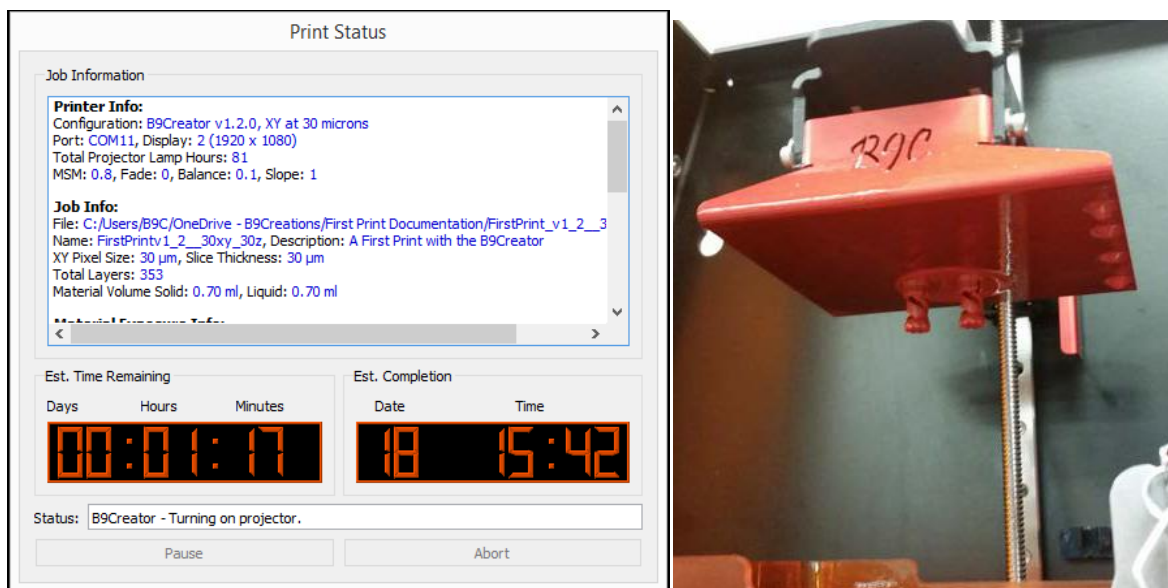 Print Status
Job Information
Printer Info:
Configuration: B9Creator v1.2.0, XY at 30 microns
Port: COM11, Display: 2 (1920 x 1080)
Total Projector Lamp Hours: 81
MSM: 0.8, Fade: 0, Balance: 0.1, Slope: 1
Job Info:
File: C:/Users/B9C/OneDrive - B9Creations/First Print Documentation/FirstPrint_v1_2__3
Name: FirstPrintv1_2__30xy_30z, Description: A First Print with the B9Creator
XY Pixel Size: 30 µm, Slice Thickness: 30 µm
Total Layers: 353
Material Volume Solid: 0.70 ml, Liquid: 0.70 ml
Material Exposure Info:
Est. Time Remaining
Days Hours Minutes
00:01:17
Est. Completion
Date Time
18 15:42
Status: B9Creator - Turning on projector.
Pause Abort